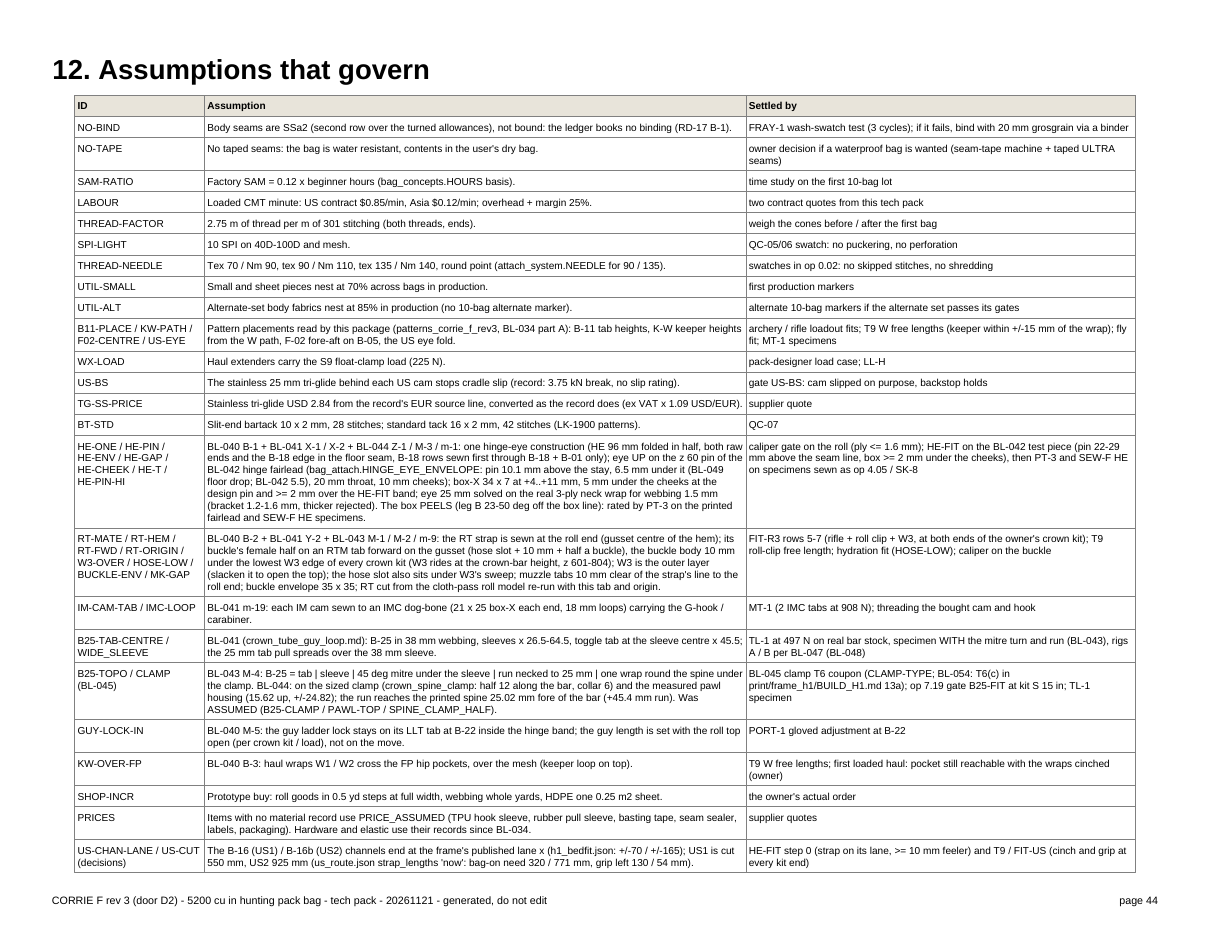 12. Assumptions that govern
ID
Assumption
Settled by
NO-BIND
Body seams are SSa2 (second row over the turned allowances), not bound: the ledger books no binding (RD-17 B-1).
FRAY-1 wash-swatch test (3 cycles); if it fails, bind with 20 mm grosgrain via a binder
NO-TAPE
No taped seams: the bag is water resistant, contents in the user's dry bag.
owner decision if a waterproof bag is wanted (seam-tape machine + taped ULTRA
seams)
SAM-RATIO
Factory SAM = 0.12 x beginner hours (bag_concepts.HOURS basis).
time study on the first 10-bag lot
LABOUR
Loaded CMT minute: US contract $0.85/min, Asia $0.12/min; overhead + margin 25%.
two contract quotes from this tech pack
THREAD-FACTOR
2.75 m of thread per m of 301 stitching (both threads, ends).
weigh the cones before / after the first bag
SPI-LIGHT
10 SPI on 40D-100D and mesh.
QC-05/06 swatch: no puckering, no perforation
THREAD-NEEDLE
Tex 70 / Nm 90, tex 90 / Nm 110, tex 135 / Nm 140, round point (attach_system.NEEDLE for 90 / 135).
swatches in op 0.02: no skipped stitches, no shredding
UTIL-SMALL
Small and sheet pieces nest at 70% across bags in production.
first production markers
UTIL-ALT
Alternate-set body fabrics nest at 85% in production (no 10-bag alternate marker).
alternate 10-bag markers if the alternate set passes its gates
B11-PLACE / KW-PATH /
F02-CENTRE / US-EYE
Pattern placements read by this package (patterns_corrie_f_rev3, BL-034 part A): B-11 tab heights, K-W keeper heights
from the W path, F-02 fore-aft on B-05, the US eye fold.
archery / rifle loadout fits; T9 W free lengths (keeper within +/-15 mm of the wrap); fly
fit; MT-1 specimens
WX-LOAD
Haul extenders carry the S9 float-clamp load (225 N).
pack-designer load case; LL-H
US-BS
The stainless 25 mm tri-glide behind each US cam stops cradle slip (record: 3.75 kN break, no slip rating).
gate US-BS: cam slipped on purpose, backstop holds
TG-SS-PRICE
Stainless tri-glide USD 2.84 from the record's EUR source line, converted as the record does (ex VAT x 1.09 USD/EUR).
supplier quote
BT-STD
Slit-end bartack 10 x 2 mm, 28 stitches; standard tack 16 x 2 mm, 42 stitches (LK-1900 patterns).
QC-07
HE-ONE / HE-PIN /
HE-ENV / HE-GAP /
HE-CHEEK / HE-T /
HE-PIN-HI
BL-040 B-1 + BL-041 X-1 / X-2 + BL-044 Z-1 / M-3 / m-1: one hinge-eye construction (HE 96 mm folded in half, both raw
ends and the B-18 edge in the floor seam, B-18 rows sewn first through B-18 + B-01 only); eye UP on the z 60 pin of the
BL-042 hinge fairlead (bag_attach.HINGE_EYE_ENVELOPE: pin 10.1 mm above the stay, 6.5 mm under it (BL-049
floor drop; BL-042 5.5), 20 mm throat, 10 mm cheeks); box-X 34 x 7 at +4..+11 mm, 5 mm under the cheeks at the
design pin and >= 2 mm over the HE-FIT band; eye 25 mm solved on the real 3-ply neck wrap for webbing 1.5 mm
(bracket 1.2-1.6 mm, thicker rejected). The box PEELS (leg B 23-50 deg off the box line): rated by PT-3 on the printed
fairlead and SEW-F HE specimens.
caliper gate on the roll (ply <= 1.6 mm); HE-FIT on the BL-042 test piece (pin 22-29
mm above the seam line, box >= 2 mm under the cheeks), then PT-3 and SEW-F HE
on specimens sewn as op 4.05 / SK-8
RT-MATE / RT-HEM /
RT-FWD / RT-ORIGIN /
W3-OVER / HOSE-LOW /
BUCKLE-ENV / MK-GAP
BL-040 B-2 + BL-041 Y-2 + BL-043 M-1 / M-2 / m-9: the RT strap is sewn at the roll end (gusset centre of the hem); its
buckle's female half on an RTM tab forward on the gusset (hose slot + 10 mm + half a buckle), the buckle body 10 mm
under the lowest W3 edge of every crown kit (W3 rides at the crown-bar height, z 601-804); W3 is the outer layer
(slacken it to open the top); the hose slot also sits under W3's sweep; muzzle tabs 10 mm clear of the strap's line to the
roll end; buckle envelope 35 x 35; RT cut from the cloth-pass roll model re-run with this tab and origin.
FIT-R3 rows 5-7 (rifle + roll clip + W3, at both ends of the owner's crown kit); T9
roll-clip free length; hydration fit (HOSE-LOW); caliper on the buckle
IM-CAM-TAB / IMC-LOOP
BL-041 m-19: each IM cam sewn to an IMC dog-bone (21 x 25 box-X each end, 18 mm loops) carrying the G-hook /
carabiner.
MT-1 (2 IMC tabs at 908 N); threading the bought cam and hook
B25-TAB-CENTRE /
WIDE_SLEEVE
BL-041 (crown_tube_guy_loop.md): B-25 in 38 mm webbing, sleeves x 26.5-64.5, toggle tab at the sleeve centre x 45.5;
the 25 mm tab pull spreads over the 38 mm sleeve.
TL-1 at 497 N on real bar stock, specimen WITH the mitre turn and run (BL-043), rigs
A / B per BL-047 (BL-048)
B25-TOPO / CLAMP
(BL-045)
BL-043 M-4: B-25 = tab | sleeve | 45 deg mitre under the sleeve | run necked to 25 mm | one wrap round the spine under
the clamp. BL-044: on the sized clamp (crown_spine_clamp: half 12 along the bar, collar 6) and the measured pawl
housing (15.62 up, +/-24.82); the run reaches the printed spine 25.02 mm fore of the bar (+45.4 mm run). Was
ASSUMED (B25-CLAMP / PAWL-TOP / SPINE_CLAMP_HALF).
BL-045 clamp T6 coupon (CLAMP-TYPE; BL-054: T6(c) in
print/frame_h1/BUILD_H1.md 13a); op 7.19 gate B25-FIT at kit S 15 in; TL-1
specimen
GUY-LOCK-IN
BL-040 M-5: the guy ladder lock stays on its LLT tab at B-22 inside the hinge band; the guy length is set with the roll top
open (per crown kit / load), not on the move.
PORT-1 gloved adjustment at B-22
KW-OVER-FP
BL-040 B-3: haul wraps W1 / W2 cross the FP hip pockets, over the mesh (keeper loop on top).
T9 W free lengths; first loaded haul: pocket still reachable with the wraps cinched
(owner)
SHOP-INCR
Prototype buy: roll goods in 0.5 yd steps at full width, webbing whole yards, HDPE one 0.25 m2 sheet.
the owner's actual order
PRICES
Items with no material record use PRICE_ASSUMED (TPU hook sleeve, rubber pull sleeve, basting tape, seam sealer,
labels, packaging). Hardware and elastic use their records since BL-034.
supplier quotes
US-CHAN-LANE / US-CUT
(decisions)
The B-16 (US1) / B-16b (US2) channels end at the frame's published lane x (h1_bedfit.json: +/-70 / +/-165); US1 is cut
550 mm, US2 925 mm (us_route.json strap_lengths 'now': bag-on need 320 / 771 mm, grip left 130 / 54 mm).
HE-FIT step 0 (strap on its lane, >= 10 mm feeler) and T9 / FIT-US (cinch and grip at
every kit end)
CORRIE F rev 3 (door D2) - 5200 cu in hunting pack bag - tech pack - 20261121 - generated, do not edit
page 44